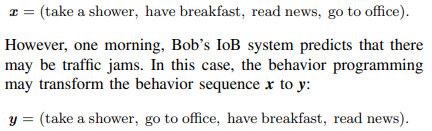 x = (take a shower, have breakfast, read news, go to office).
However, one morning, Bob's IoB system predicts that there
may be traffic jams. In this case, the behavior programming
may transform the behavior sequence x to y:
y = (take a shower, go to office, have breakfast, read news).